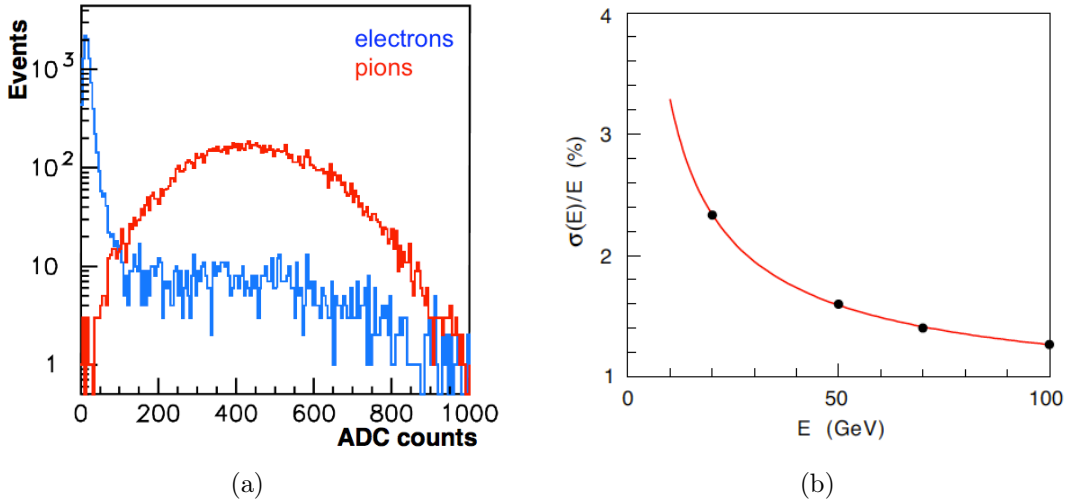 electrons
pions
Events
10³
10²
10
1
0 200 400 600 800 1000
ADC counts
(a)
4
3
2
1
σ(E)/E (%)
0 50 100
E (GeV)
(b)